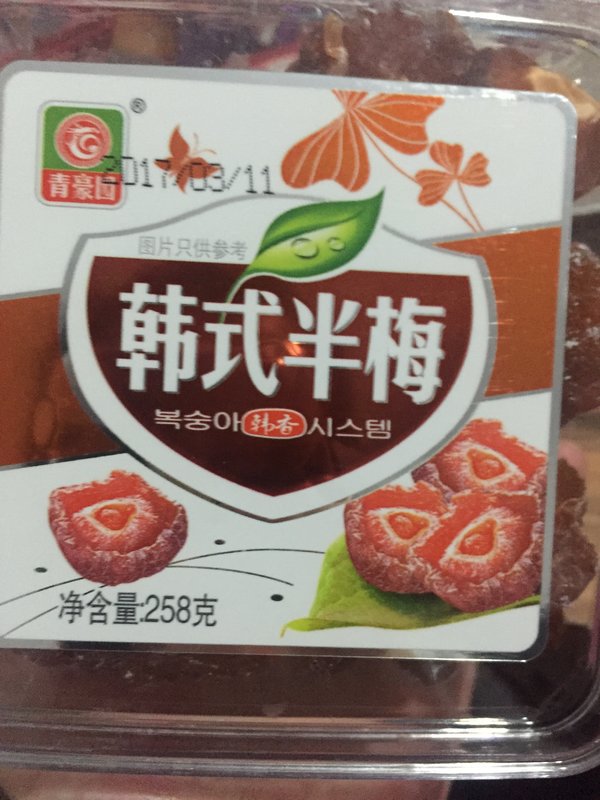 ®
青豪园
2017/03/11
图片只供参考
韩式半梅
복숭아韩香시스템
净含量:258克